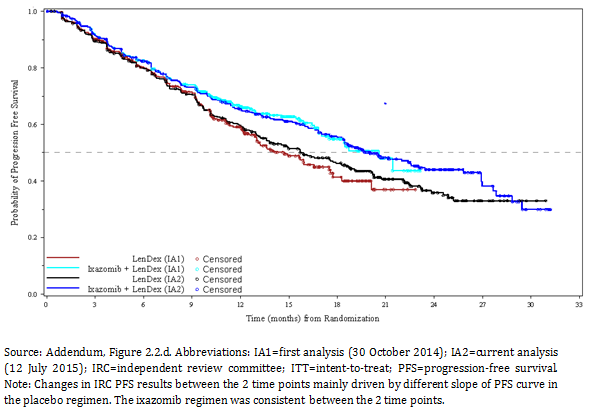 1.0
0.8
0.6
0.4
0.2
0.0
Probability of Progression Free Survival
LenDex (IA1) Censored
Ixazomib + LenDex (IA1) Censored
LenDex (IA2) Censored
Ixazomib + LenDex (IA2) Censored
0 3 6 9 12 15 18 21 24 27 30 33
Time (months) from Randomization
Source: Addendum, Figure 2.2.d. Abbreviations: IA1=first analysis (30 October 2014); IA2=current analysis
(12 July 2015); IRC=independent review committee; ITT=intent-to-treat; PFS=progression-free survival.
Note: Changes in IRC PFS results between the 2 time points mainly driven by different slope of PFS curve in
the placebo regimen. The ixazomib regimen was consistent between the 2 time points.